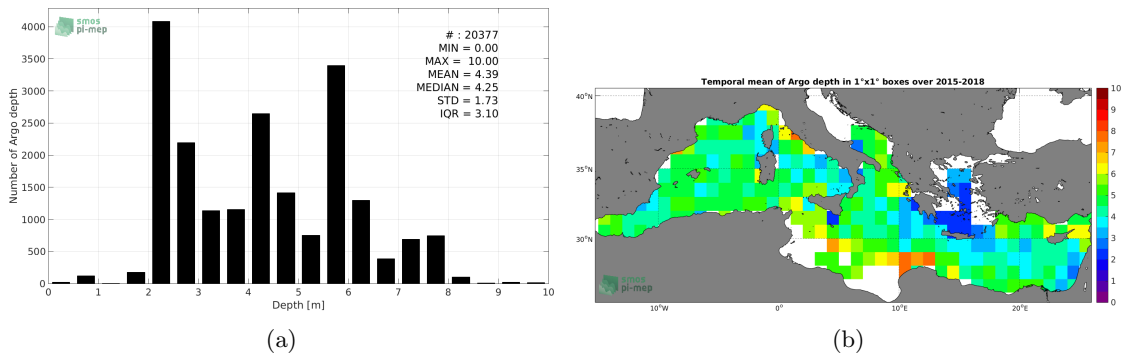 smos
pi-mep
# : 20377
MIN = 0.00
MAX = 10.00
MEAN = 4.39
MEDIAN = 4.25
STD = 1.73
IQR = 3.10
Number of Argo depth
4000
3500
3000
2500
2000
1500
1000
500
0
0 1 2 3 4 5 6 7 8 9 10
Depth [m]
(a)
Temporal mean of Argo depth in 1°x1° boxes over 2015-2018
40°N
35°N
30°N
10°W
0°E
10°E
20°E
40°N
35°N
30°N
10
9
8
7
6
5
4
3
2
1
0
smos
pi-mep
(b)